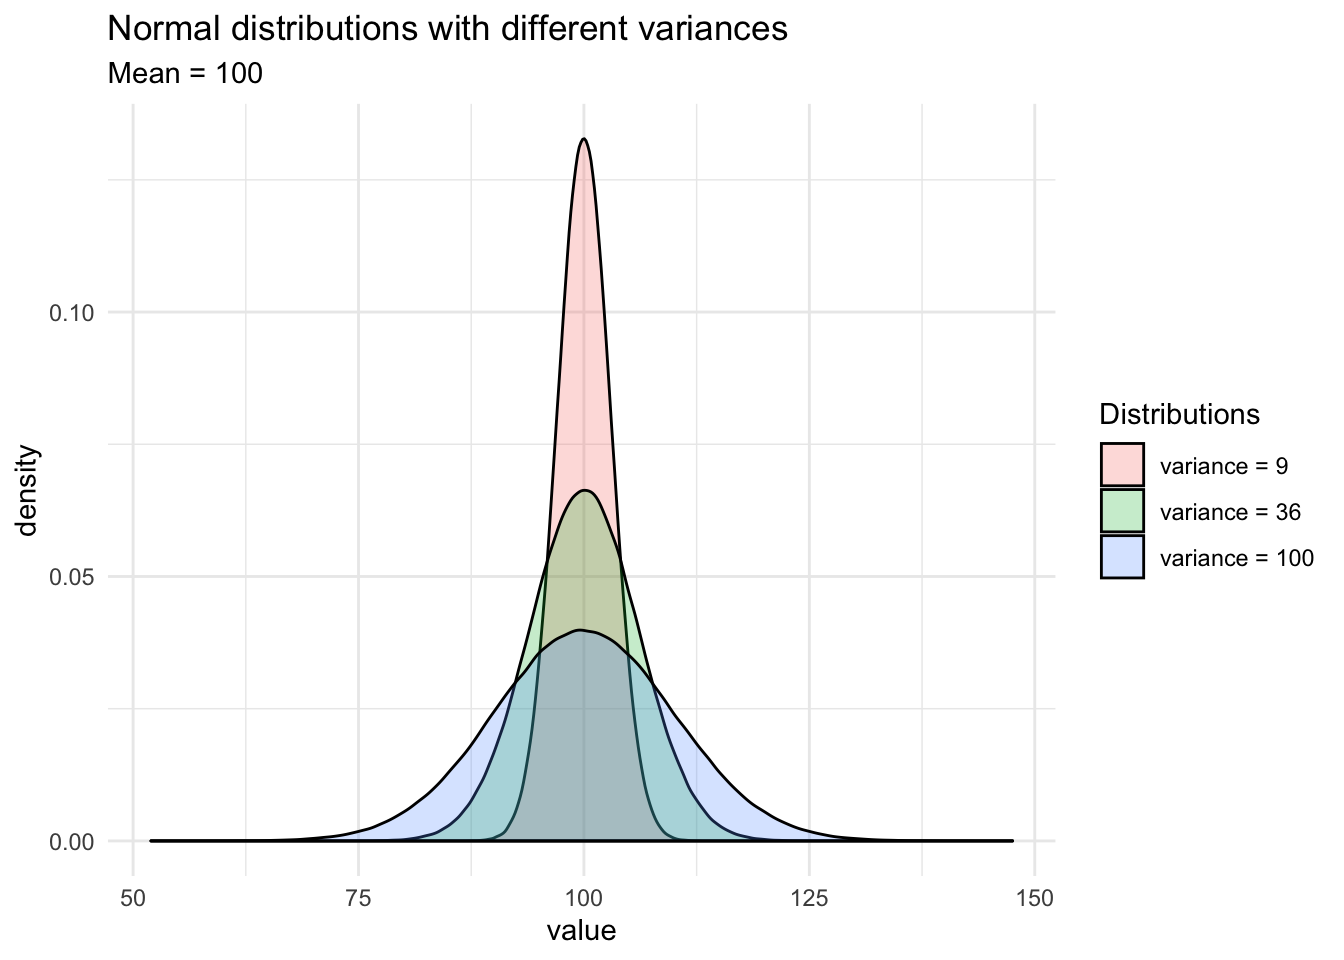 Normal distributions with different variances
Mean = 100
density
0.10
0.05
0.00
50 75 100 125 150
value
Distributions
variance = 9
variance = 36
variance = 100